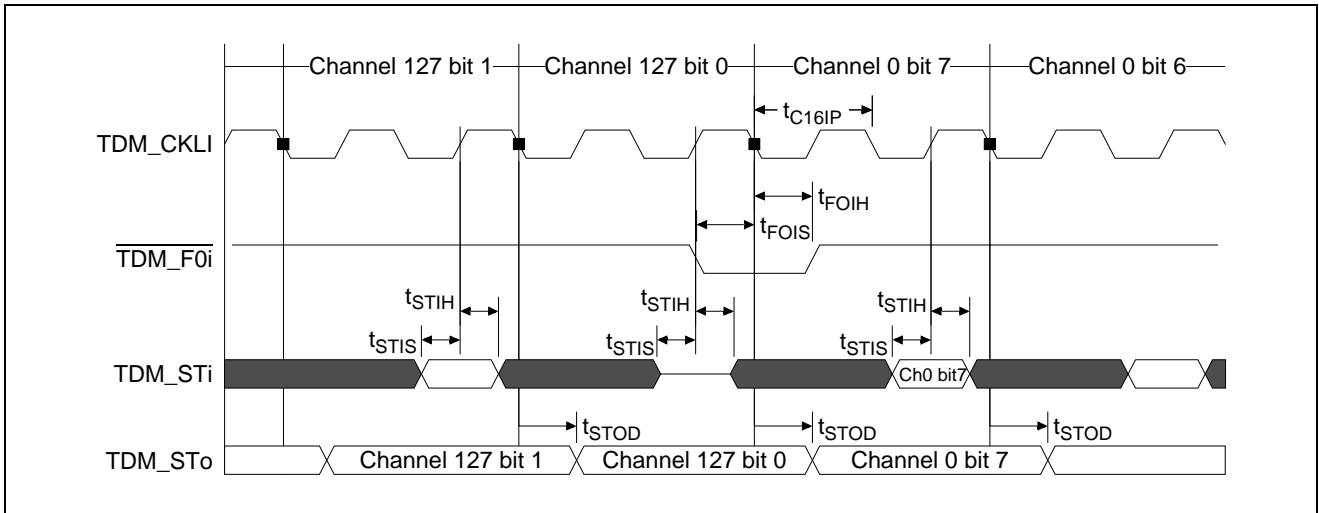 Channel 127 bit 1 Channel 127 bit 0 Channel 0 bit 7 Channel 0 bit 6
tC16IP
TDM_CKLI
tFOIH
tFOIS
TDM_F0i
tSTIH tSTIH tSTIH
tSTIS tSTIS tSTIS
TDM_STi Ch0 bit7
tSTOD tSTOD tSTOD
TDM_STo Channel 127 bit 1 Channel 127 bit 0 Channel 0 bit 7